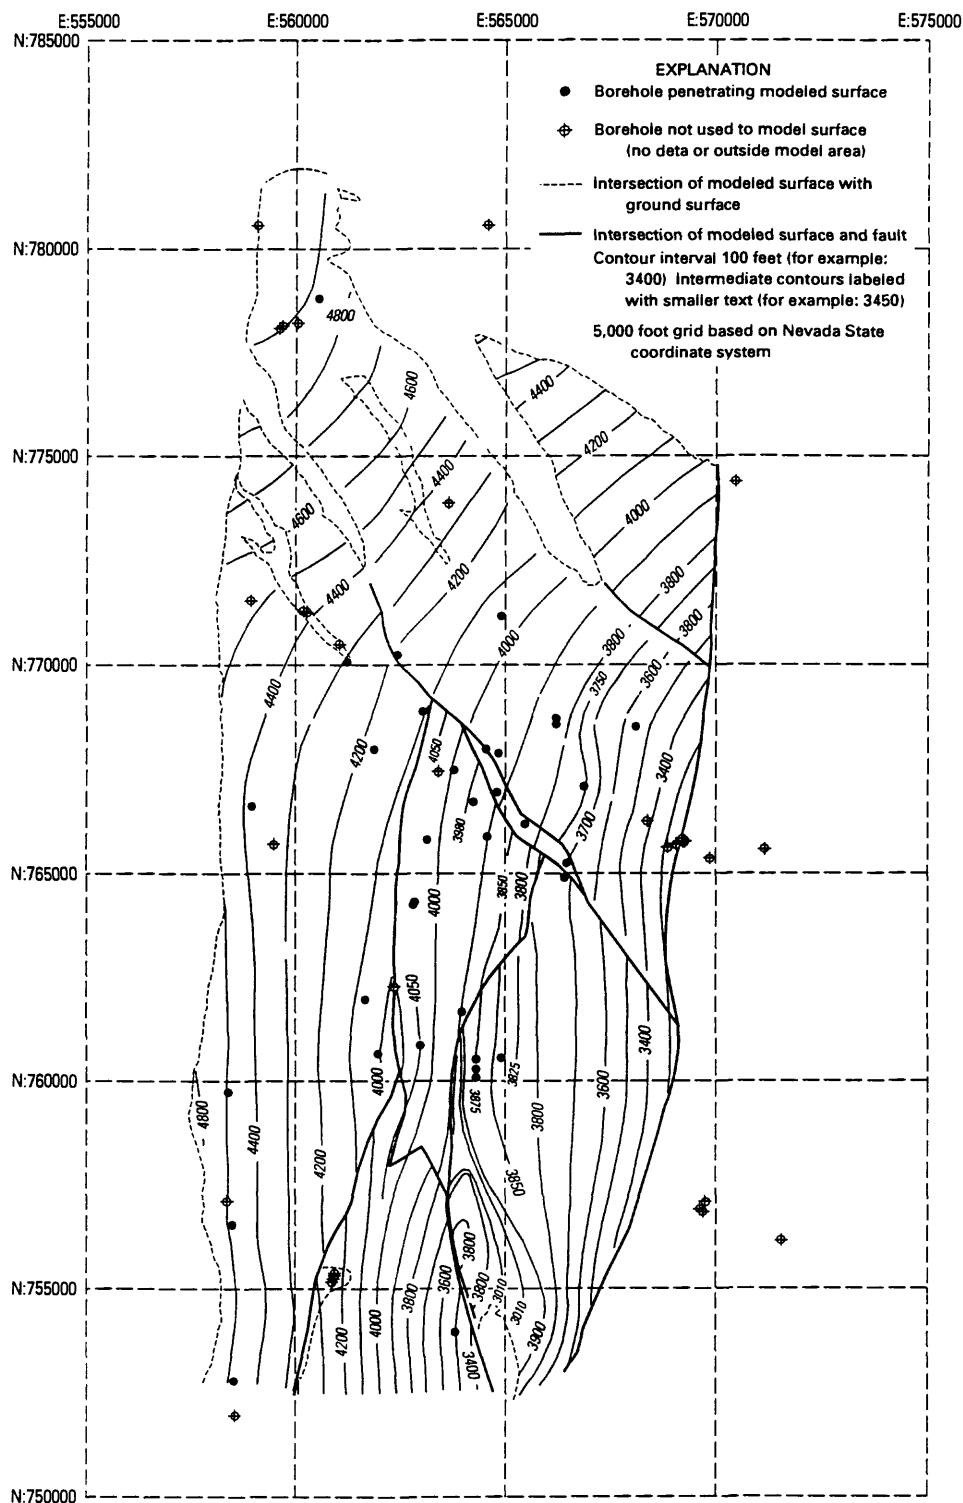 E:555000 E:560000 E:565000 E:570000 E:575000
N:785000
EXPLANATION
Borehole penetrating modeled surface
Borehole not used to model surface
(no deta or outside model area)
Intersection of modeled surface with
ground surface
Intersection of modeled surface and fault
Contour interval 100 feet (for example:
3400) Intermediate contours labeled
with smaller text (for example: 3450)
5,000 foot grid based on Nevada State
coordinate system
N:780000
4800
4600
4400
4200
N:775000
4400
4600
4000
4400
4200
3800
4000
3800
3800
N:770000
4400
3750
3600
4200
4050
3400
3980
3700
N:765000
4000
3850
3800
4050
3400
N:760000
4000
3875
3825
3600
4800
4400
4200
3800
3850
3800
N:755000
4200
4000
3800
3600
3800
3010
3010
3900
3400
N:750000